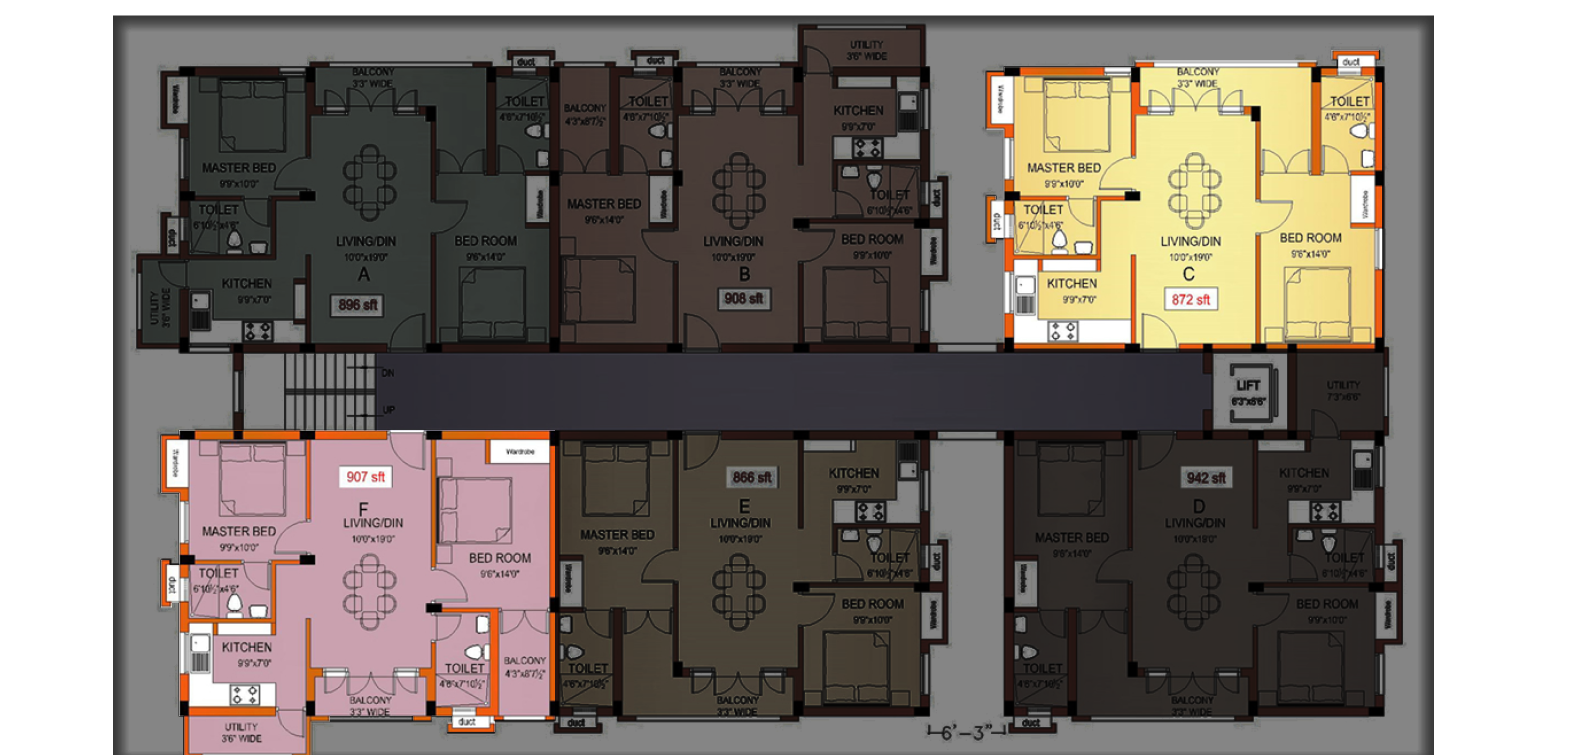 UTILITY
3'6" WIDE
duct
BALCONY
3'3" WIDE
Wardrobe
TOILET
4'6"x7'10½"
MASTER BED
9'9"x10'0"
TOILET
6'10½"x4'6"
duct
LIVING/DIN
10'0"x19'0"
A
896 sft
BED ROOM
9'6"x14'0"
Wardrobe
KITCHEN
9'9"x7'0"
UTILITY
3'6" WIDE
duct
BALCONY
4'3"x8'7½"
TOILET
4'6"x7'10½"
BALCONY
3'3" WIDE
KITCHEN
9'9"x7'0"
MASTER BED
9'6"x14'0"
Wardrobe
TOILET
6'10½"x4'6"
duct
LIVING/DIN
10'0"x19'0"
B
908 sft
BED ROOM
9'9"x10'0"
Wardrobe
duct
BALCONY
3'3" WIDE
Wardrobe
TOILET
4'6"x7'10½"
MASTER BED
9'9"x10'0"
TOILET
6'10½"x4'6"
duct
LIVING/DIN
10'0"x19'0"
C
872 sft
BED ROOM
9'6"x14'0"
Wardrobe
KITCHEN
9'9"x7'0"
DN
UP
LIFT
6'3"x6'6"
UTILITY
7'3"x6'6"
Wardrobe
907 sft
F
LIVING/DIN
10'0"x19'0"
Wardrobe
MASTER BED
9'9"x10'0"
BED ROOM
9'6"x14'0"
TOILET
6'10½"x4'6"
duct
KITCHEN
9'9"x7'0"
TOILET
4'6"x7'10½"
BALCONY
4'3"x8'7½"
BALCONY
3'3" WIDE
duct
UTILITY
3'6" WIDE
866 sft
E
LIVING/DIN
10'0"x19'0"
KITCHEN
9'9"x7'0"
MASTER BED
9'6"x14'0"
Wardrobe
TOILET
6'10½"x4'6"
duct
BED ROOM
9'9"x10'0"
Wardrobe
TOILET
4'6"x7'10½"
BALCONY
3'3" WIDE
duct
6'-3"
942 sft
D
LIVING/DIN
10'0"x19'0"
KITCHEN
9'9"x7'0"
MASTER BED
9'6"x14'0"
Wardrobe
TOILET
6'10½"x4'6"
duct
BED ROOM
9'9"x10'0"
Wardrobe
TOILET
4'6"x7'10½"
BALCONY
3'3" WIDE
duct